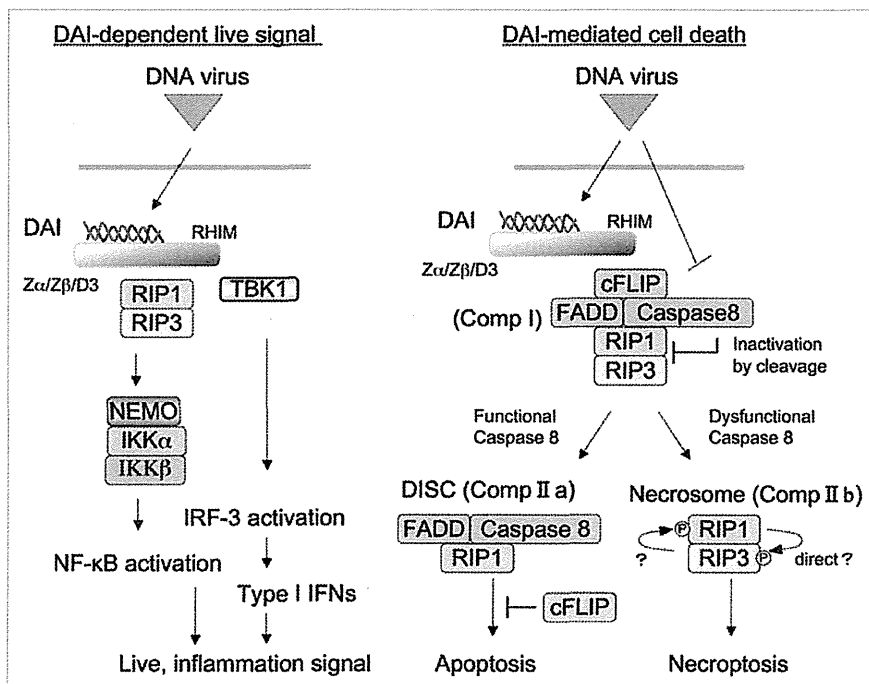 DAI-dependent live signal
DNA virus
DAI
RHIM
Zα/Zβ/D3
RIP1
TBK1
RIP3
NEMO
IKKα
IKKβ
IRF-3 activation
NF-κB activation
Type I IFNs
Live, inflammation signal
DAI-mediated cell death
DNA virus
DAI
RHIM
Zα/Zβ/D3
cFLIP
(Comp I)
FADD
Caspase8
RIP1
RIP3
Inactivation
by cleavage
Functional
Caspase 8
Dysfunctional
Caspase 8
DISC (Comp II a)
FADD
Caspase 8
RIP1
cFLIP
Apoptosis
Necrosome (Comp II b)
P
RIP1
RIP3
P
?
direct ?
Necroptosis